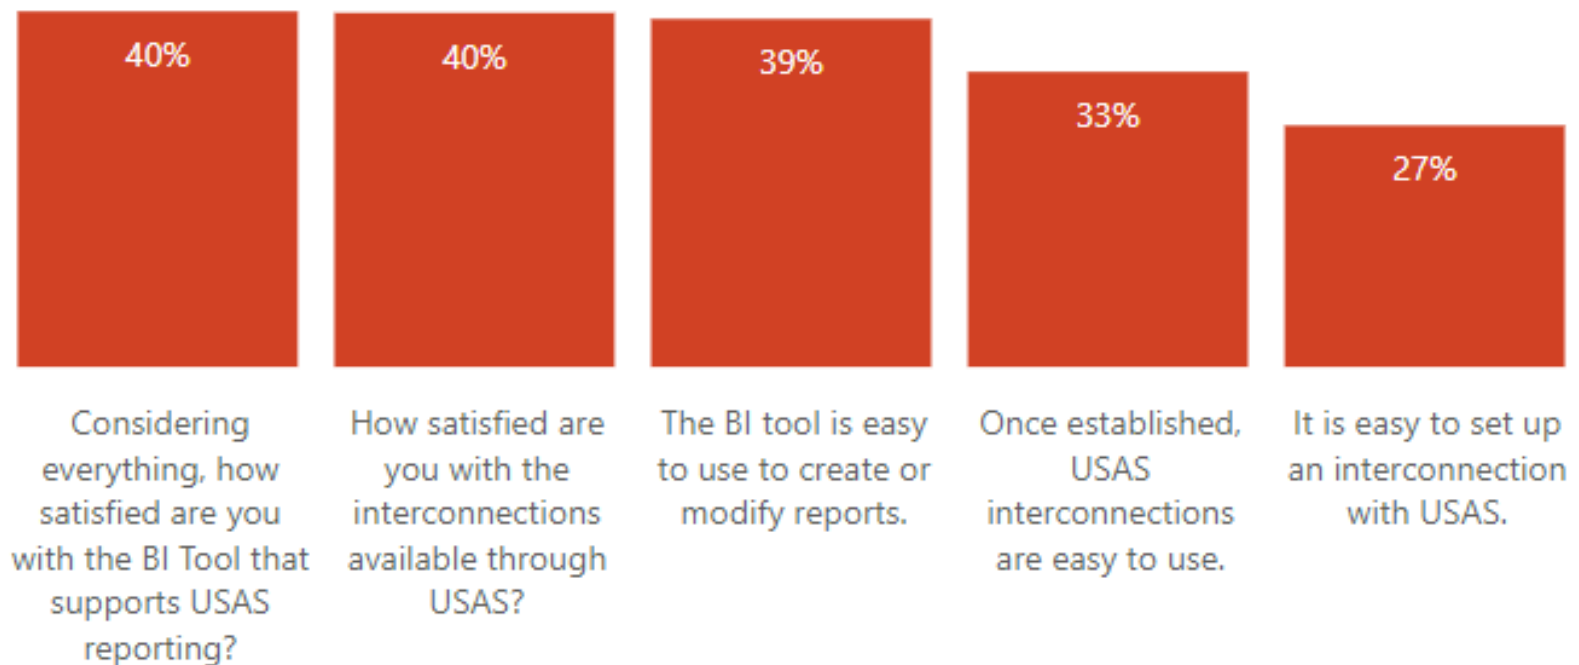 40%
40%
39%
33%
27%
Considering
everything, how
satisfied are you
with the BI Tool that
supports USAS
reporting?
How satisfied are
you with the
interconnections
available through
USAS?
The BI tool is easy
to use to create or
modify reports.
Once established,
USAS
interconnections
are easy to use.
It is easy to set up
an interconnection
with USAS.